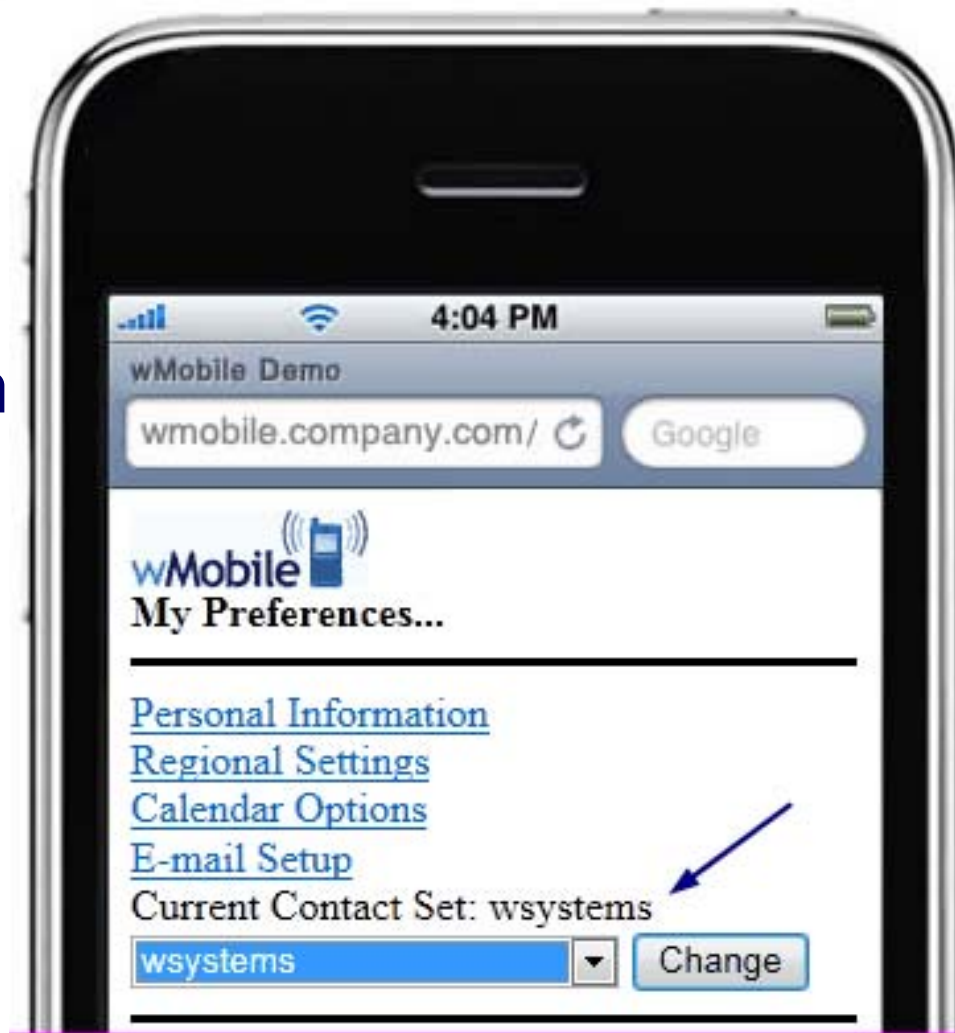 4:04 PM
wMobile Demo
wmobile.company.com/ Google
wMobile
My Preferences...
Personal Information
Regional Settings
Calendar Options
E-mail Setup
Current Contact Set: wsystems
wsystems Change